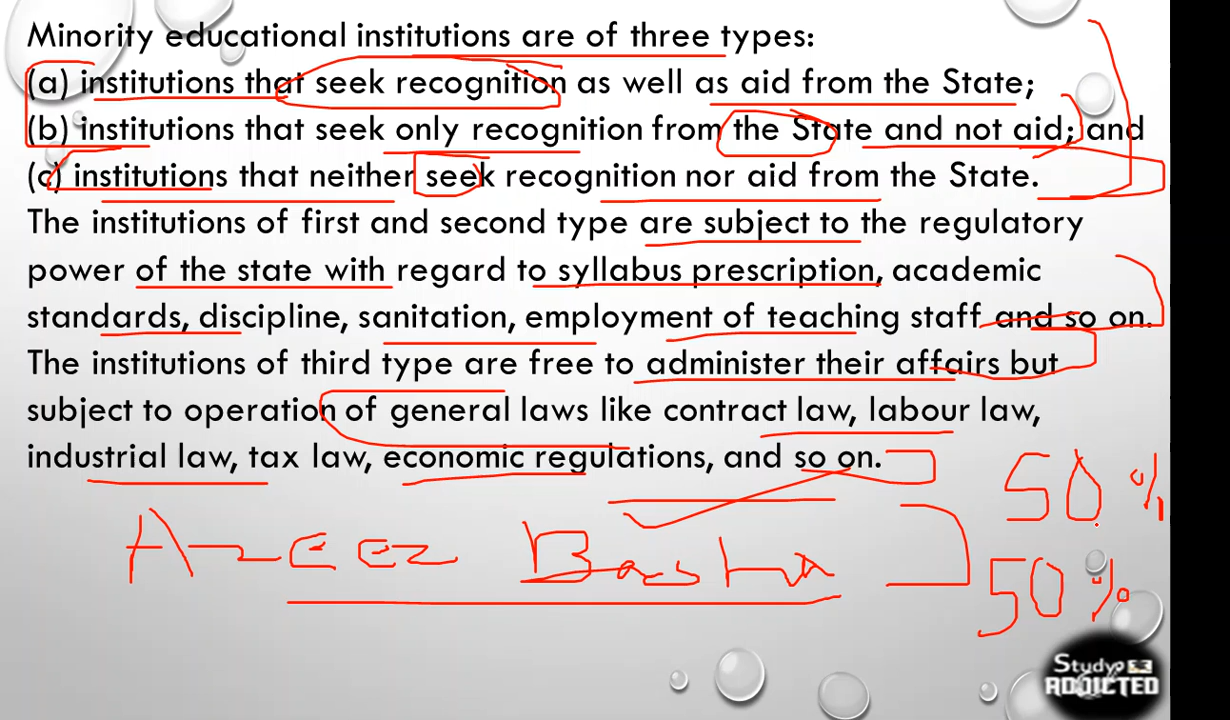 Minority educational institutions are of three types:
(a) institutions that seek recognition as well as aid from the State;
(b) institutions that seek only recognition from the State and not aid; and
(c) institutions that neither seek recognition nor aid from the State.
The institutions of first and second type are subject to the regulatory
power of the state with regard to syllabus prescription, academic
standards, discipline, sanitation, employment of teaching staff and so on.
The institutions of third type are free to administer their affairs but
subject to operation of general laws like contract law, labour law,
industrial law, tax law, economic regulations, and so on.
50%
Azeez Basha
50%
Study
ADDICTED